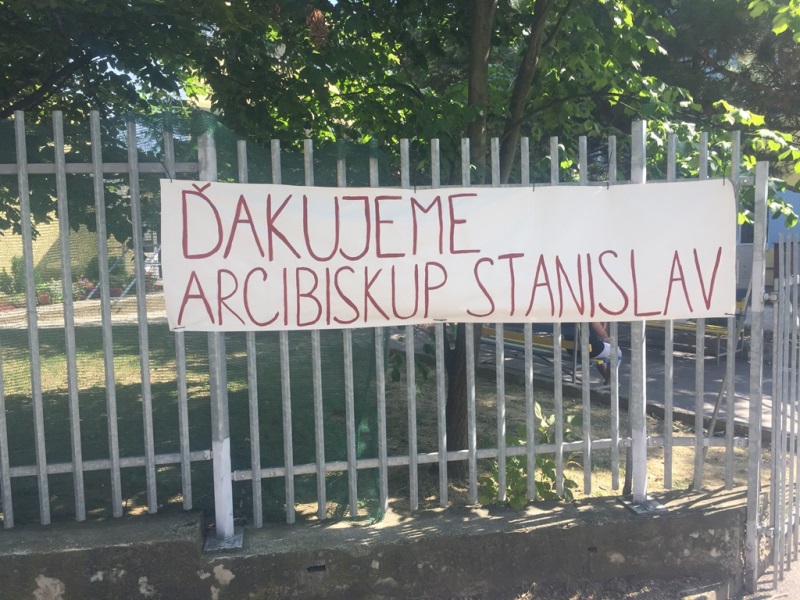 ĎAKUJEME
ARCIBISKUP STANISLAV